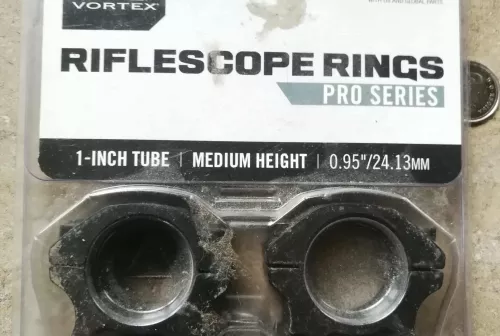 VORTEX®
RIFLESCOPE RINGS
PRO SERIES
1-INCH TUBE | MEDIUM HEIGHT | 0.95"/24.13MM